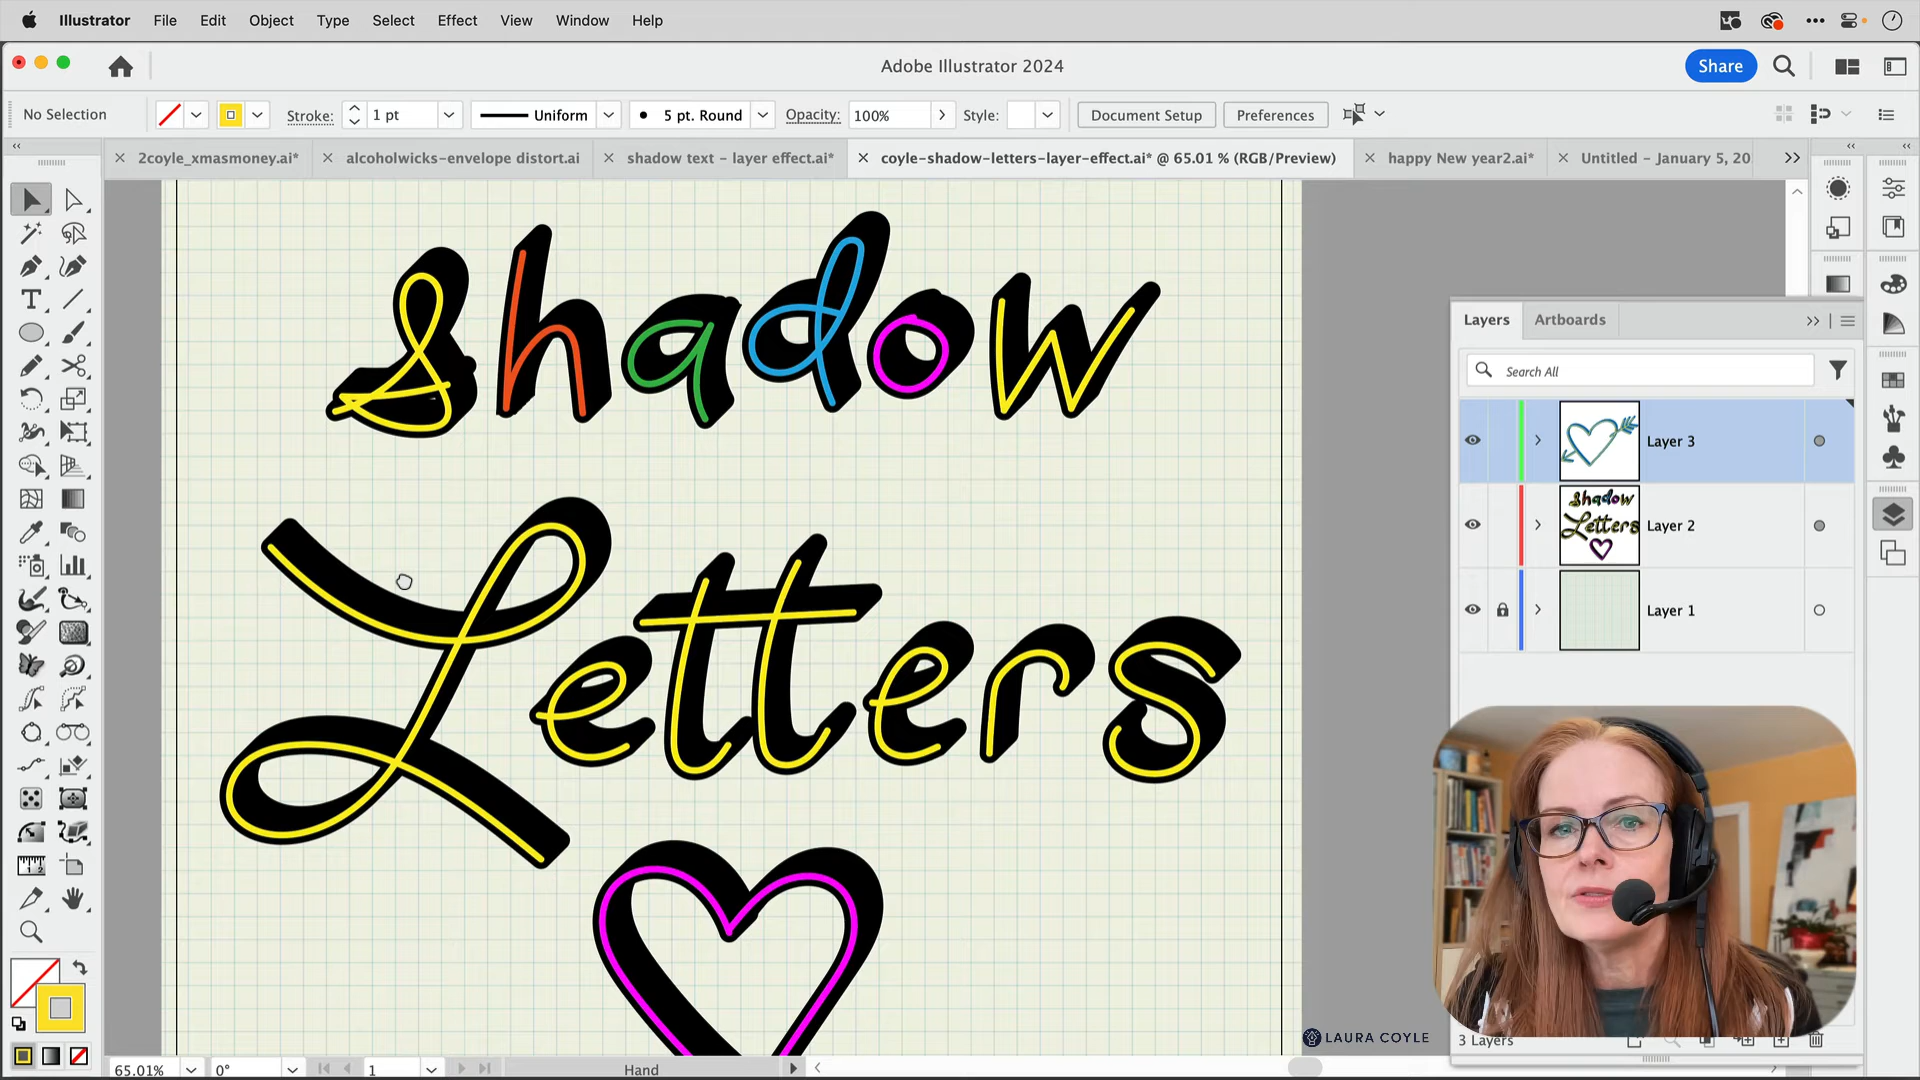 Illustrator File Edit Object Type Select Effect View Window Help
Adobe Illustrator 2024
Share
No Selection
Stroke: 1 pt
Uniform
5 pt. Round
Opacity: 100%
Style:
Document Setup
Preferences
2coyle_xmasmoney.ai*
alcoholwicks-envelope distort.ai
shadow text - layer effect.ai*
coyle-shadow-letters-layer-effect.ai* @ 65.01 % (RGB/Preview)
happy New year2.ai*
Untitled - January 5, 20
Shadow
Letters
Layers Artboards
Search All
Layer 3
Shadow
Letters
Layer 2
Layer 1
LAURA COYLE
3 Layers
65.01%
0°
1
Hand